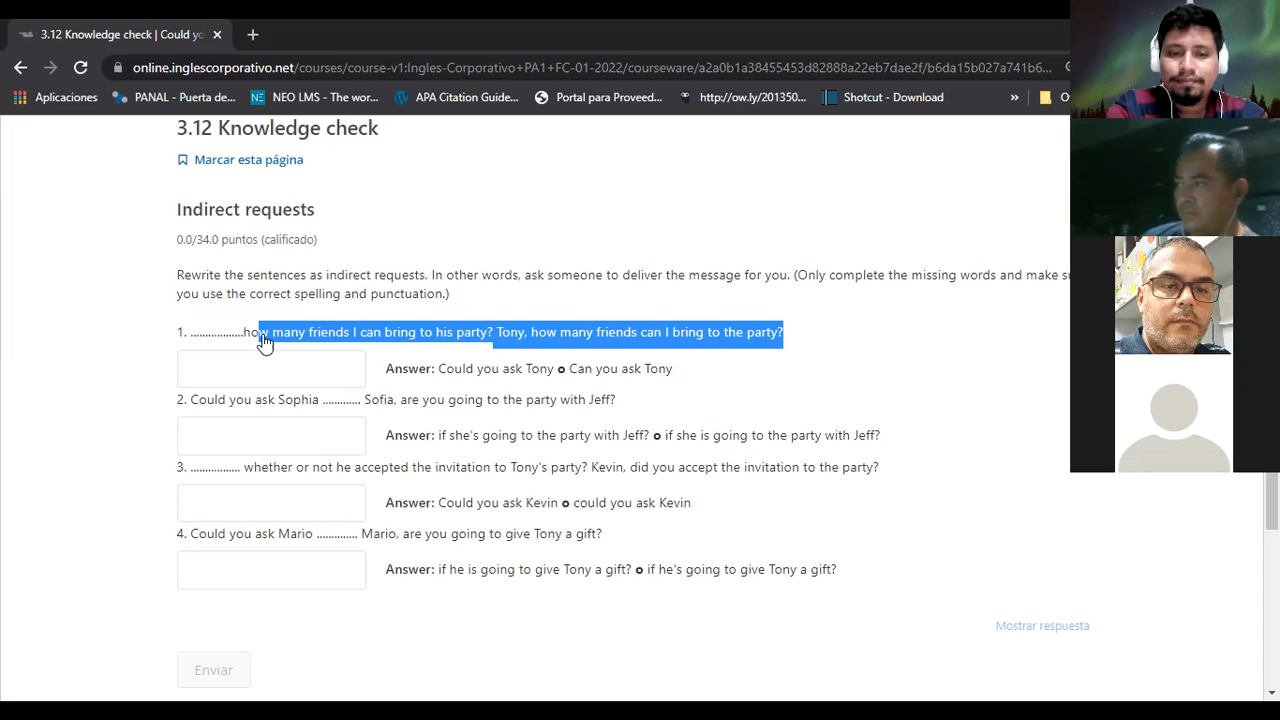 3.12 Knowledge check | Could yo
online.inglescorporativo.net/courses/course-v1:Ingles-Corporativo+PA1+FC-01-2022/courseware/a2a0b1a38455453d82888a22eb7dae2f/b6da15b027a741b6...
Aplicaciones PANAL - Puerta de... NEO LMS - The wor... APA Citation Guide... Portal para Proveed... http://ow.ly/201350... Shotcut - Download »
3.12 Knowledge check
Marcar esta página
Indirect requests
0.0/34.0 puntos (calificado)
Rewrite the sentences as indirect requests. In other words, ask someone to deliver the message for you. (Only complete the missing words and make su
you use the correct spelling and punctuation.)
1. ..................how many friends I can bring to his party? Tony, how many friends can I bring to the party?
Answer: Could you ask Tony o Can you ask Tony
2. Could you ask Sophia ............. Sofia, are you going to the party with Jeff?
Answer: if she's going to the party with Jeff? o if she is going to the party with Jeff?
3. ................. whether or not he accepted the invitation to Tony's party? Kevin, did you accept the invitation to the party?
Answer: Could you ask Kevin o could you ask Kevin
4. Could you ask Mario .............. Mario, are you going to give Tony a gift?
Answer: if he is going to give Tony a gift? o if he's going to give Tony a gift?
Mostrar respuesta
Enviar